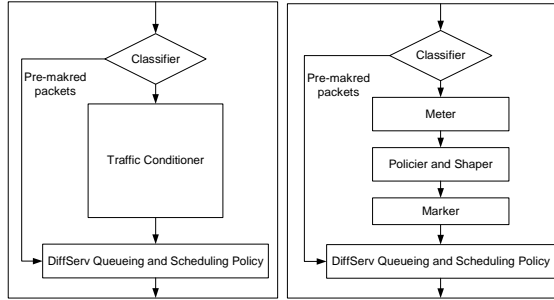 Classifier
Pre-makred
packets
Traffic Conditioner
DiffServ Queueing and Scheduling Policy
Classifier
Pre-makred
packets
Meter
Policier and Shaper
Marker
DiffServ Queueing and Scheduling Policy